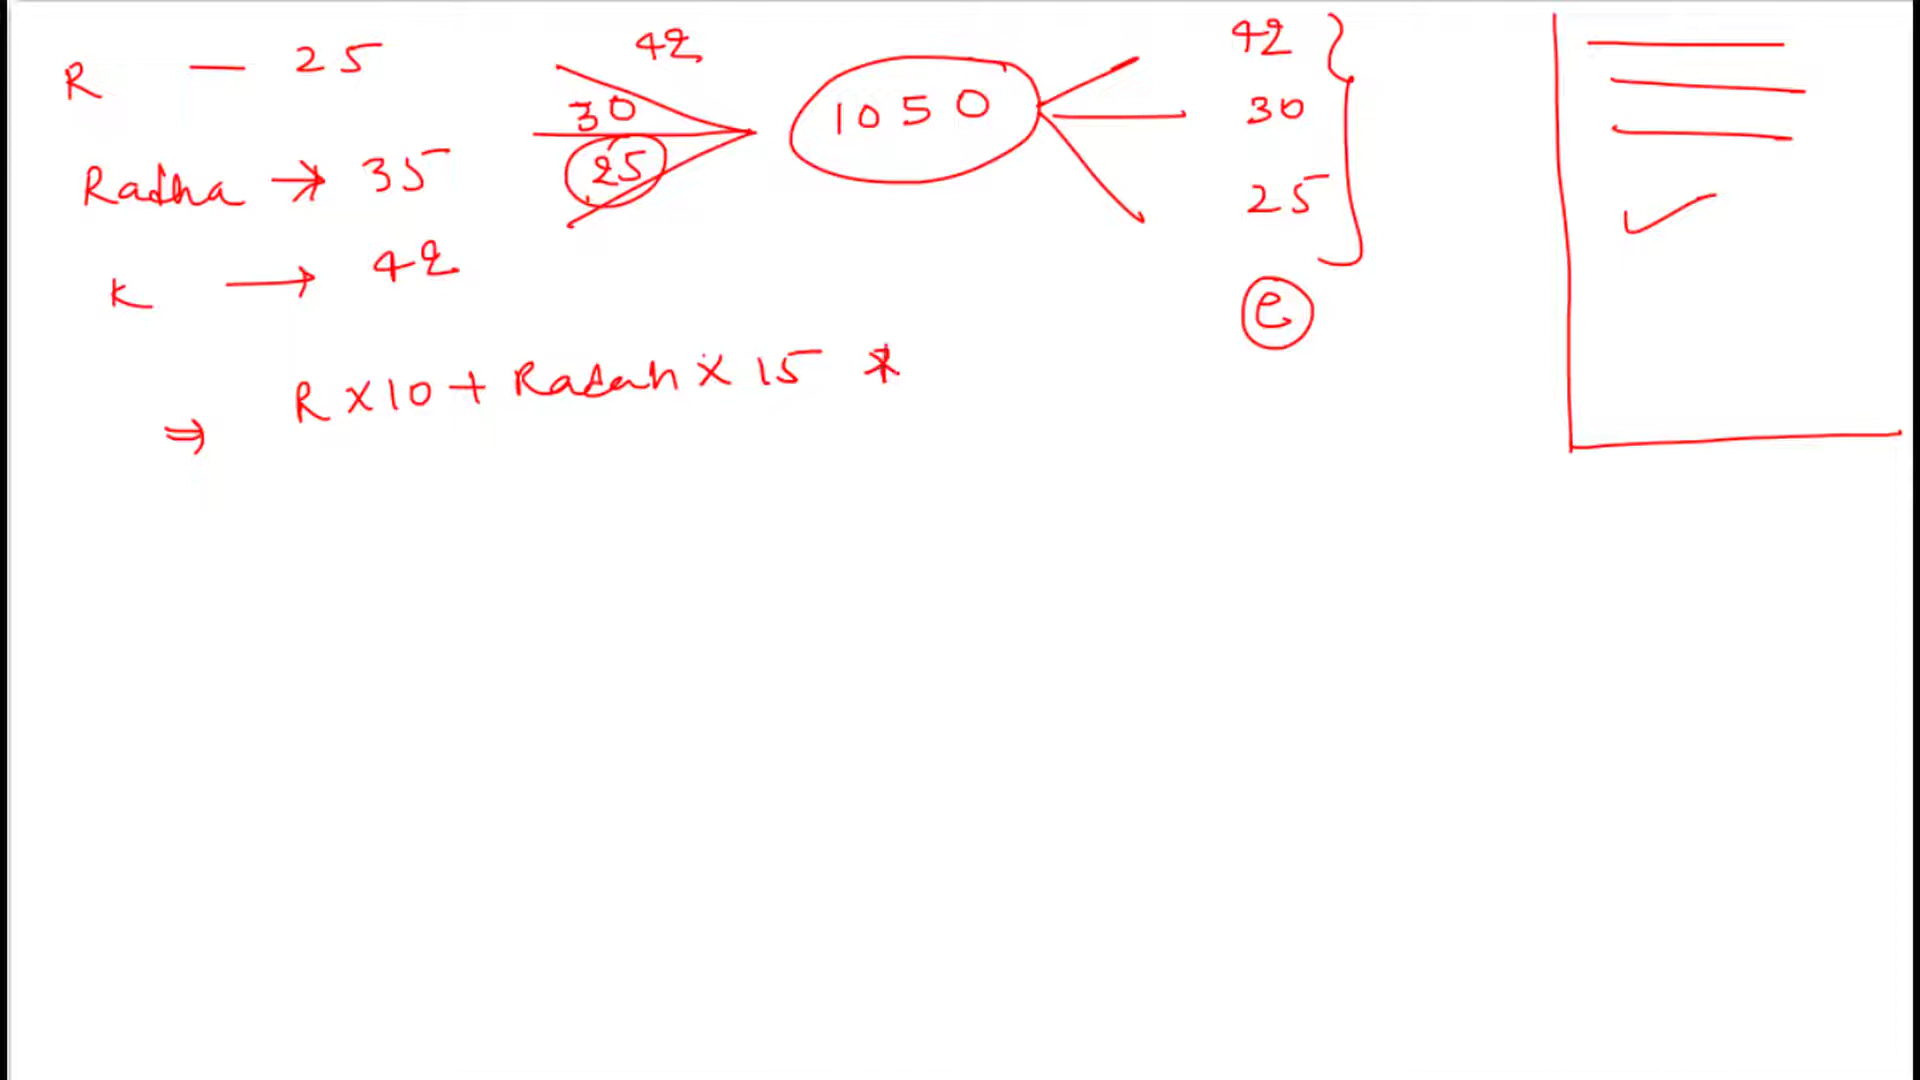 R — 25
Radha → 35
K → 42
42
30
25
1050
42
30
25
e
⇒ R × 10 + Radah × 15 *